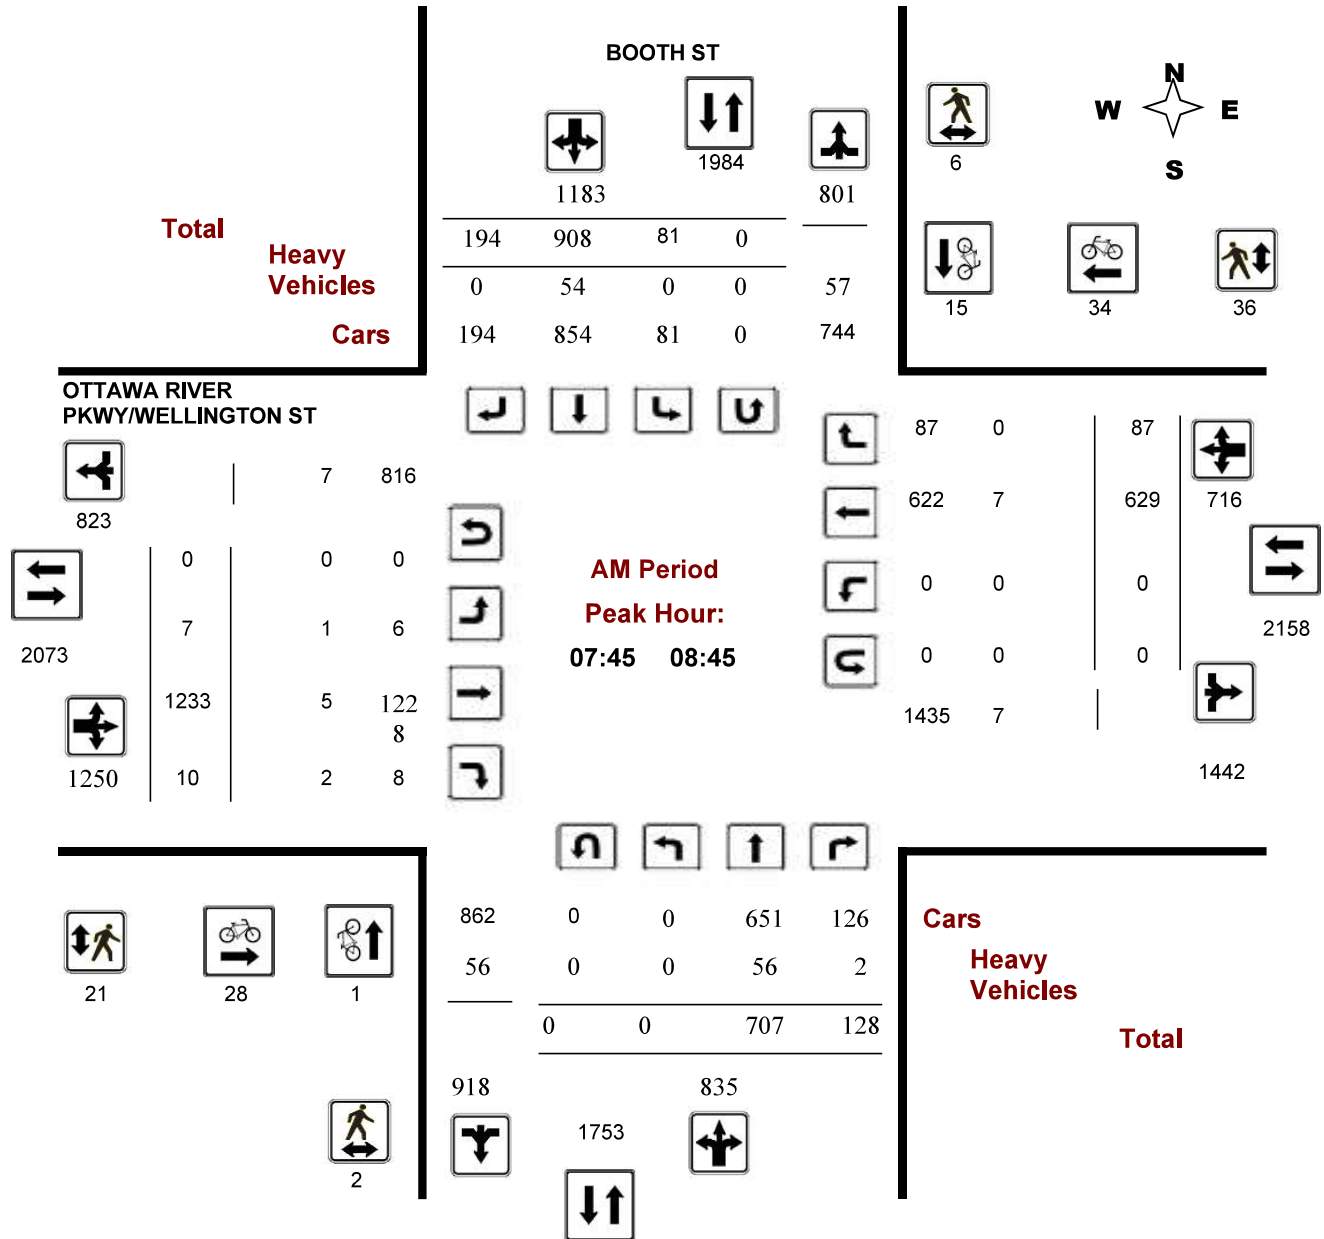 BOOTH ST
N
W E
S
1984
6
1183 801
Total
194 908 81 0
Heavy
Vehicles
0 54 0 0 57
15 34 36
Cars
194 854 81 0 744
OTTAWA RIVER
PKWY/WELLINGTON ST
87 0 87
7 816
622 7 629 716
823
0 0 0
AM Period
0 0 0
7 1 6
Peak Hour:
2158
2073
07:45 08:45
0 0 0
1233 5 122
8
1435 7
1250 10 2 8
1442
862 0 0 651 126
Cars
56 0 0 56 2
Heavy
Vehicles
21 28 1
0 0 707 128
Total
918 835
1753
2